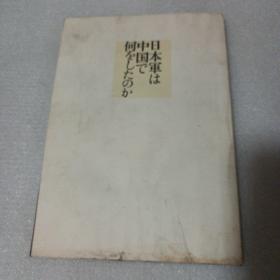 日本軍は
中国で
何をしたのか